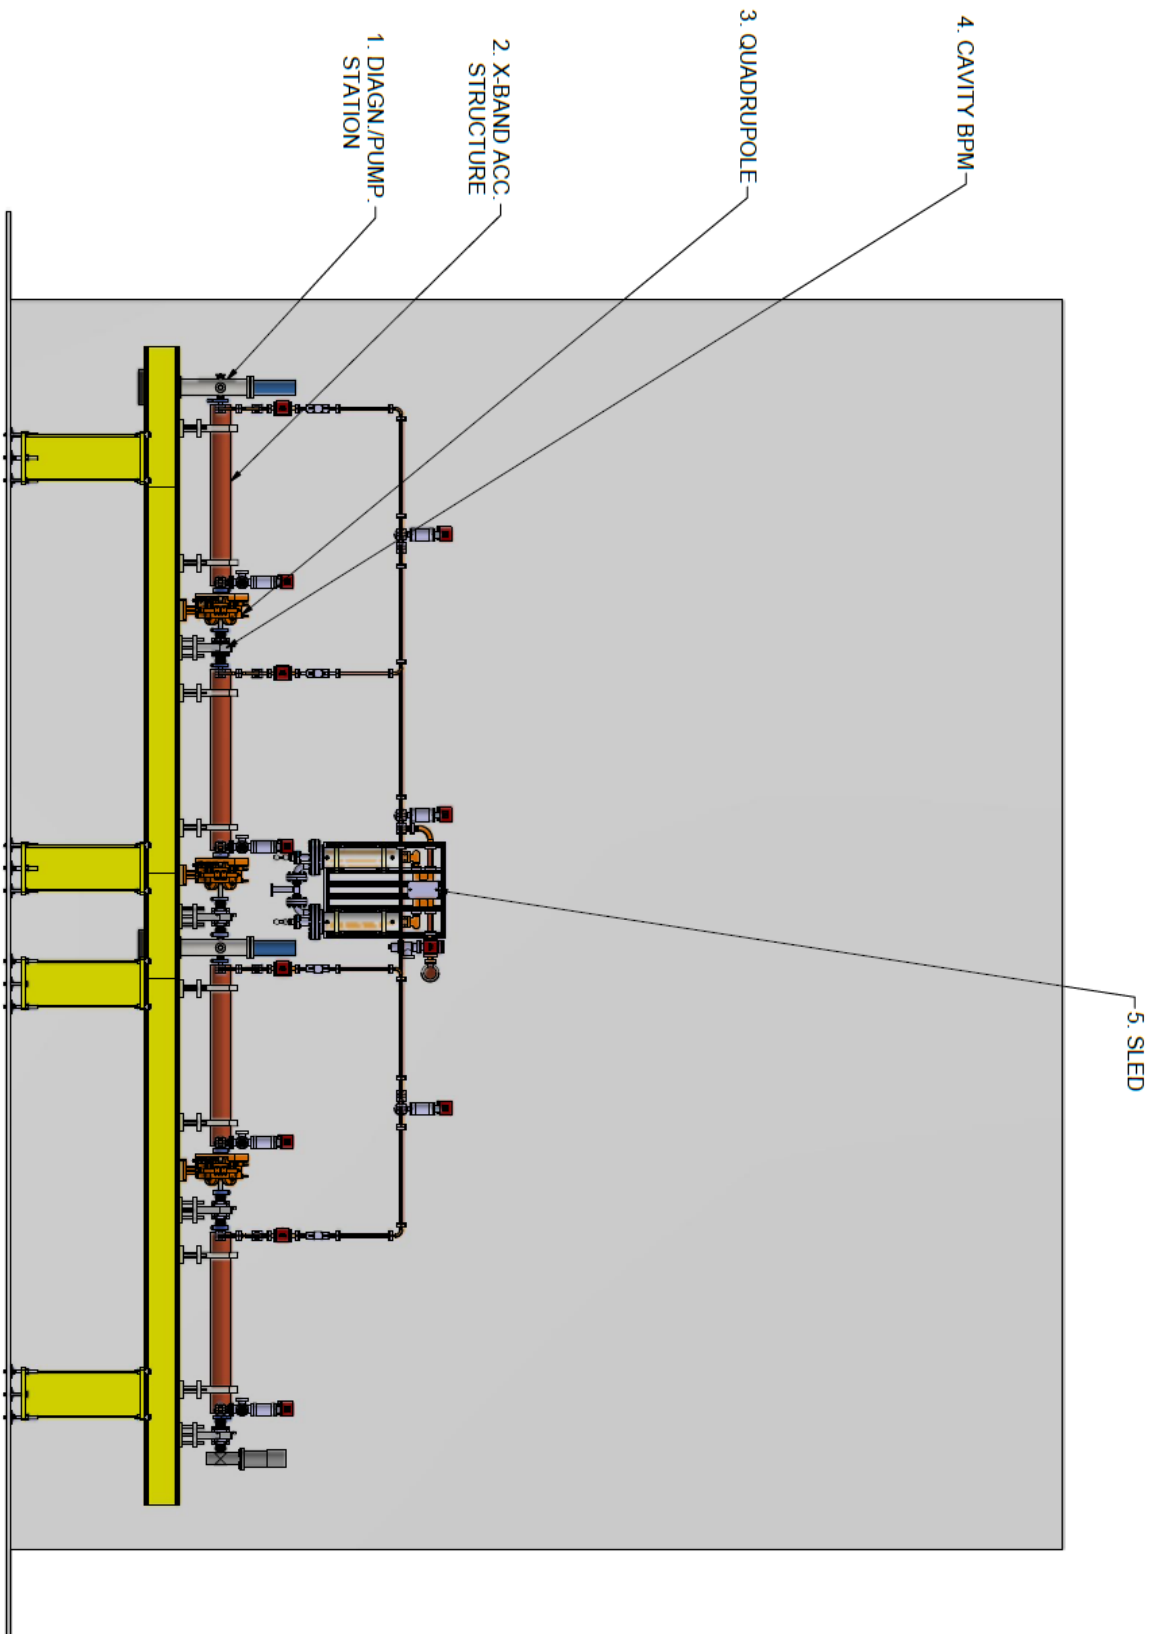 1. DIAGN./PUMP.
STATION
2. X-BAND ACC.
STRUCTURE
3. QUADRUPOLE
4. CAVITY BPM
5. SLED